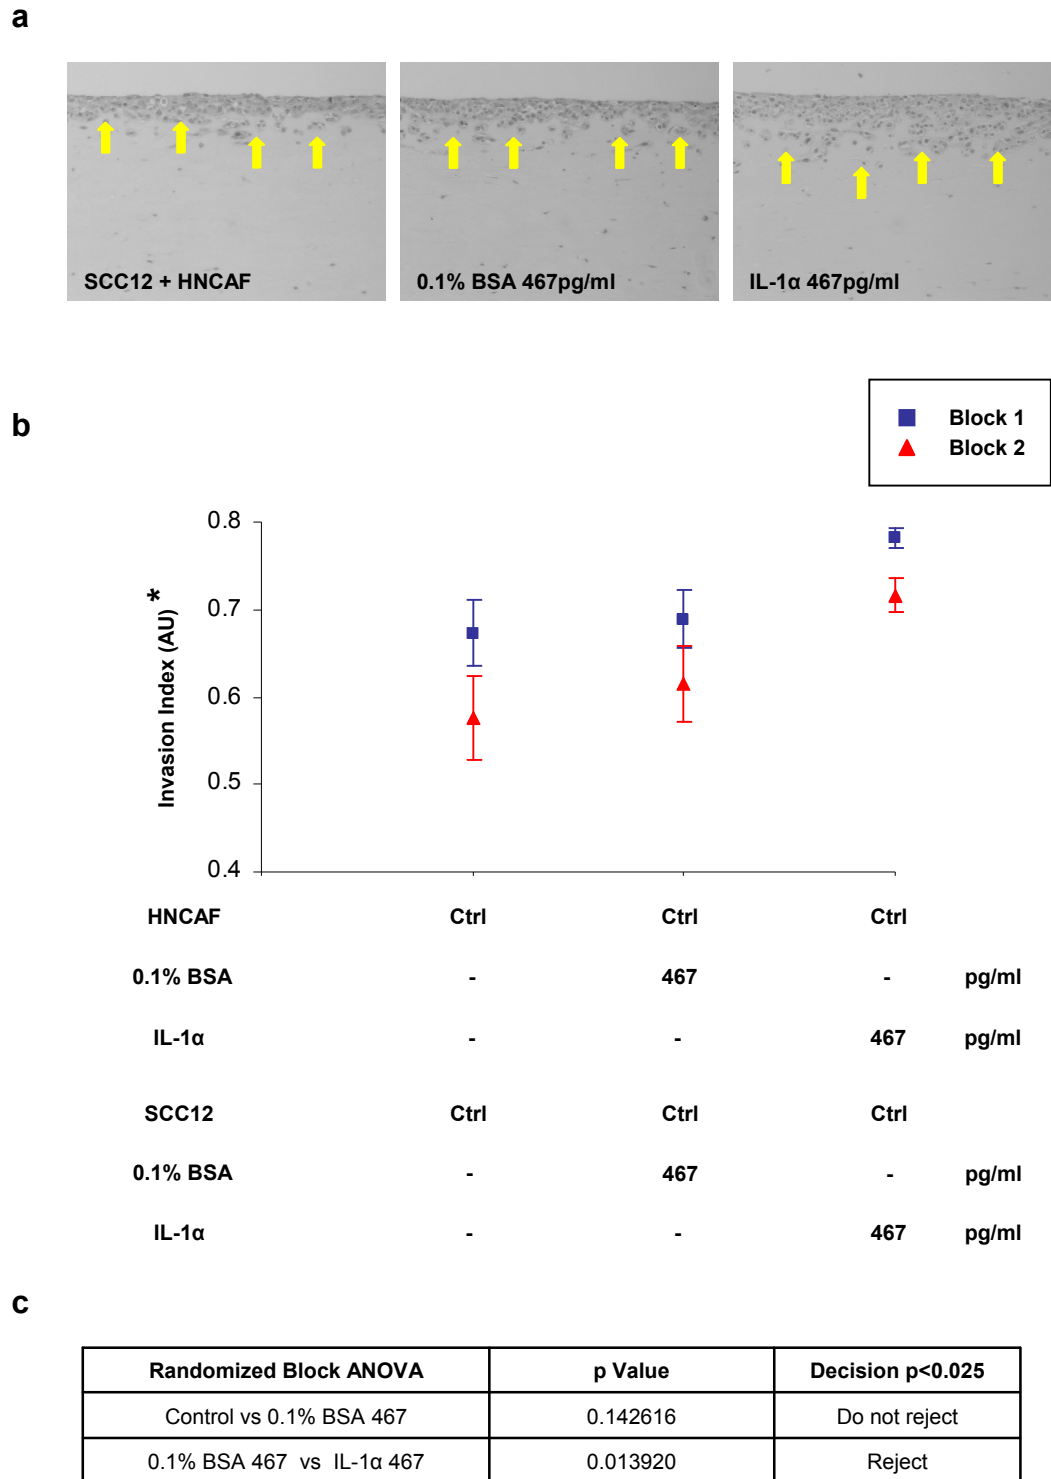 a
SCC12 + HNCAF
0.1% BSA 467pg/ml
IL-1α 467pg/ml
b
Block 1
Block 2
Invasion Index (AU)*
0.8
0.7
0.6
0.5
0.4
HNCAF Ctrl Ctrl Ctrl
0.1% BSA - 467 - pg/ml
IL-1α - - 467 pg/ml
SCC12 Ctrl Ctrl Ctrl
0.1% BSA - 467 - pg/ml
IL-1α - - 467 pg/ml
c
Randomized Block ANOVA p Value Decision p<0.025
Control vs 0.1% BSA 467 0.142616 Do not reject
0.1% BSA 467 vs IL-1α 467 0.013920 Reject